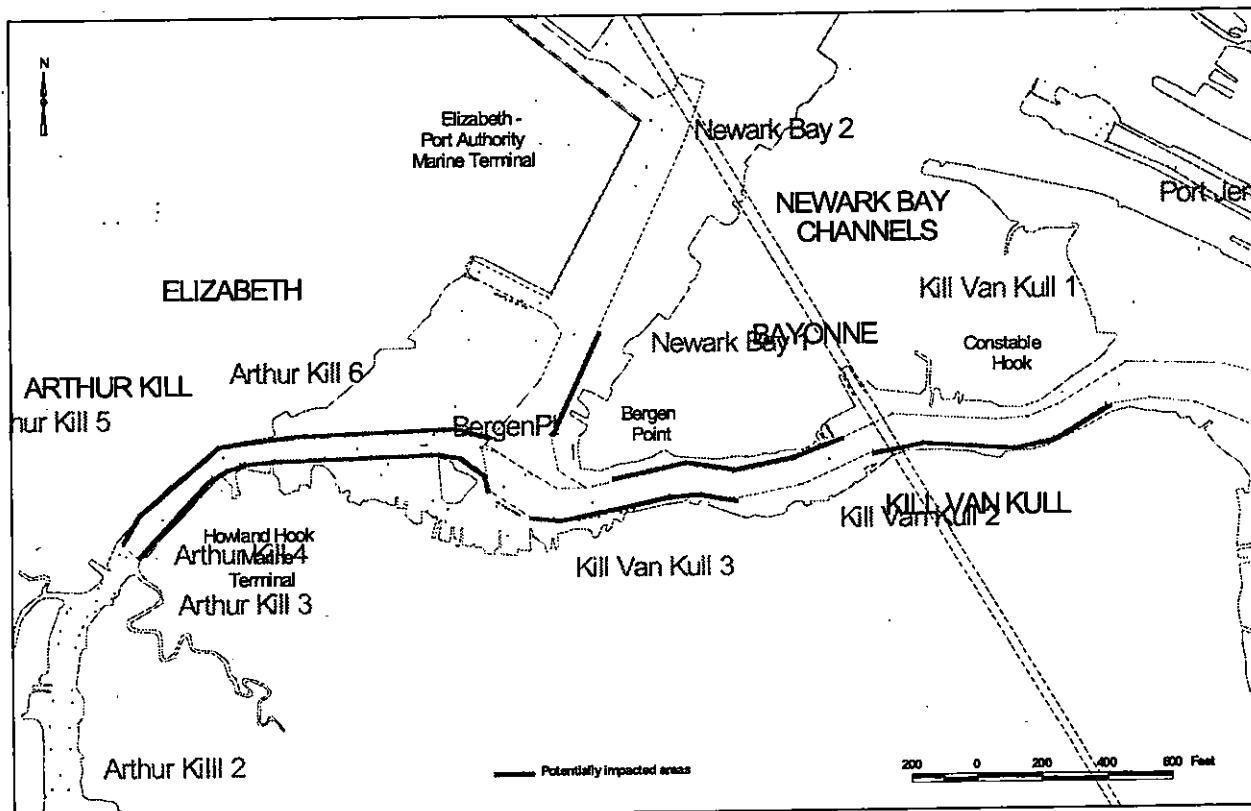 N
Elizabeth -
Port Authority
Marine Terminal
Newark Bay 2
NEWARK BAY
CHANNELS
Port Jer
ELIZABETH
Kill Van Kull 1
Newark Bay 1
BAYONNE
Constable
Hook
Arthur Kill 6
ARTHUR KILL
hur Kill 5
BergenPt
Bergen
Point
KILL VAN KULL
Kill Van Kull 2
Howland Hook
Marine
Terminal
Arthur Kill 4
Kill Van Kull 3
Arthur Kill 3
Arthur Killl 2
Potentially impacted areas
200 0 200 400 600 Feet